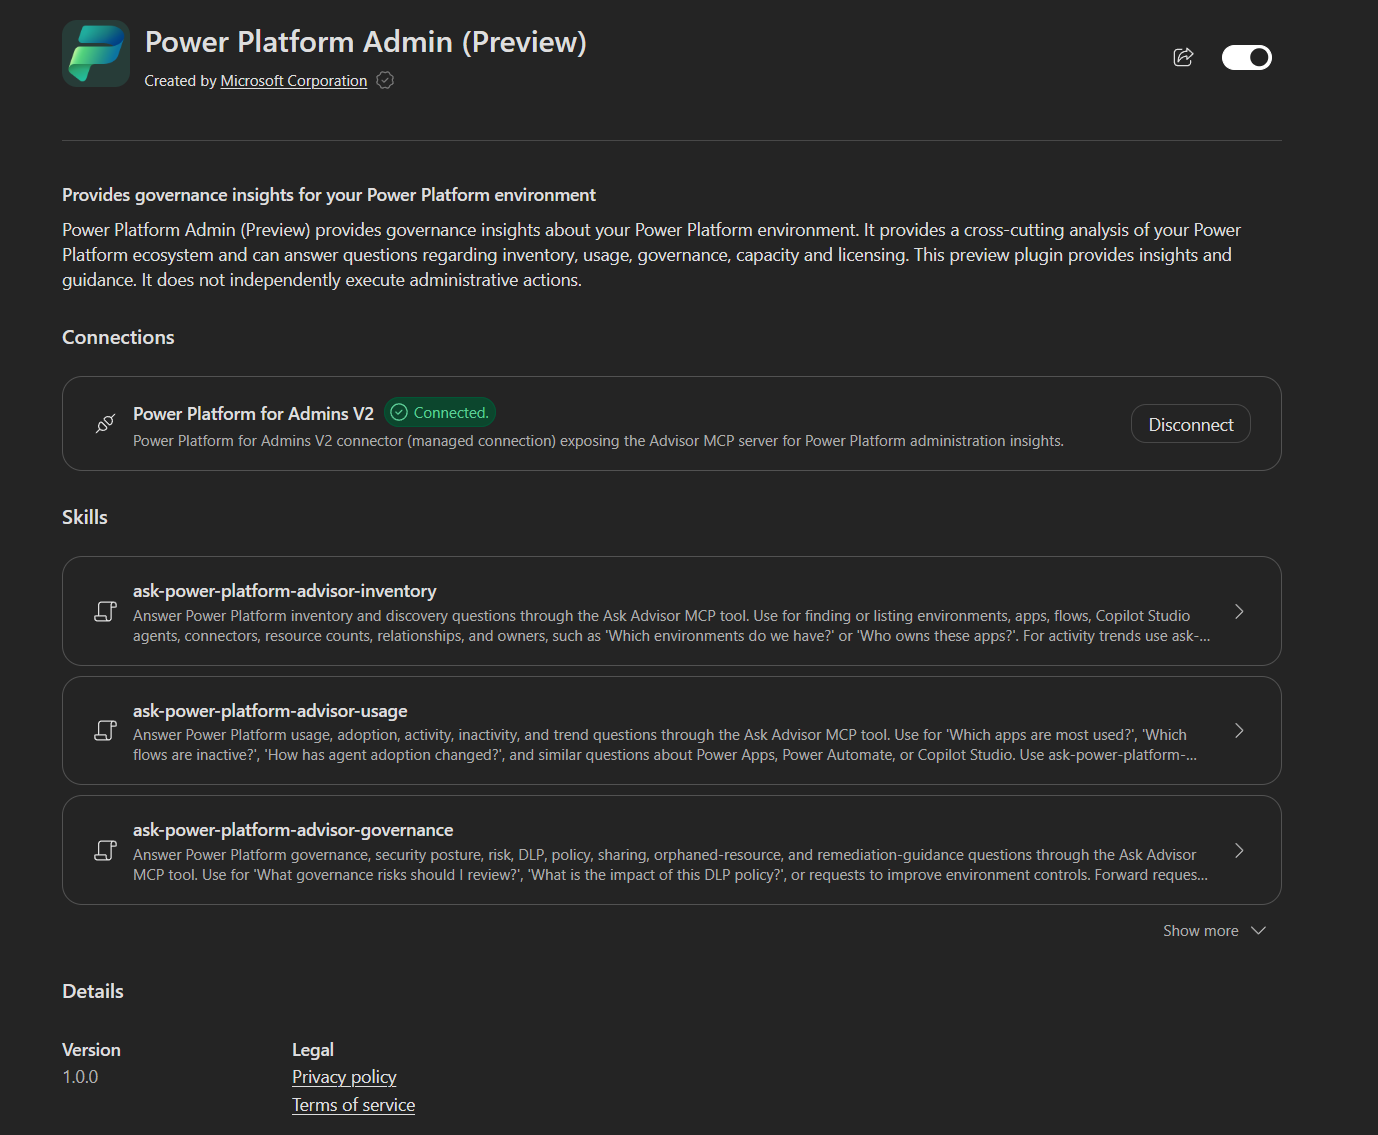 Power Platform Admin (Preview)
Created by Microsoft Corporation
Provides governance insights for your Power Platform environment
Power Platform Admin (Preview) provides governance insights about your Power Platform environment. It provides a cross-cutting analysis of your Power
Platform ecosystem and can answer questions regarding inventory, usage, governance, capacity and licensing. This preview plugin provides insights and
guidance. It does not independently execute administrative actions.
Connections
Power Platform for Admins V2 Connected.
Power Platform for Admins V2 connector (managed connection) exposing the Advisor MCP server for Power Platform administration insights.
Disconnect
Skills
ask-power-platform-advisor-inventory
Answer Power Platform inventory and discovery questions through the Ask Advisor MCP tool. Use for finding or listing environments, apps, flows, Copilot Studio
agents, connectors, resource counts, relationships, and owners, such as 'Which environments do we have?' or 'Who owns these apps?'. For activity trends use ask-...
ask-power-platform-advisor-usage
Answer Power Platform usage, adoption, activity, inactivity, and trend questions through the Ask Advisor MCP tool. Use for 'Which apps are most used?', 'Which
flows are inactive?', 'How has agent adoption changed?', and similar questions about Power Apps, Power Automate, or Copilot Studio. Use ask-power-platform-...
ask-power-platform-advisor-governance
Answer Power Platform governance, security posture, risk, DLP, policy, sharing, orphaned-resource, and remediation-guidance questions through the Ask Advisor
MCP tool. Use for 'What governance risks should I review?', 'What is the impact of this DLP policy?', or requests to improve environment controls. Forward reques...
Show more
Details
Version
1.0.0
Legal
Privacy policy
Terms of service